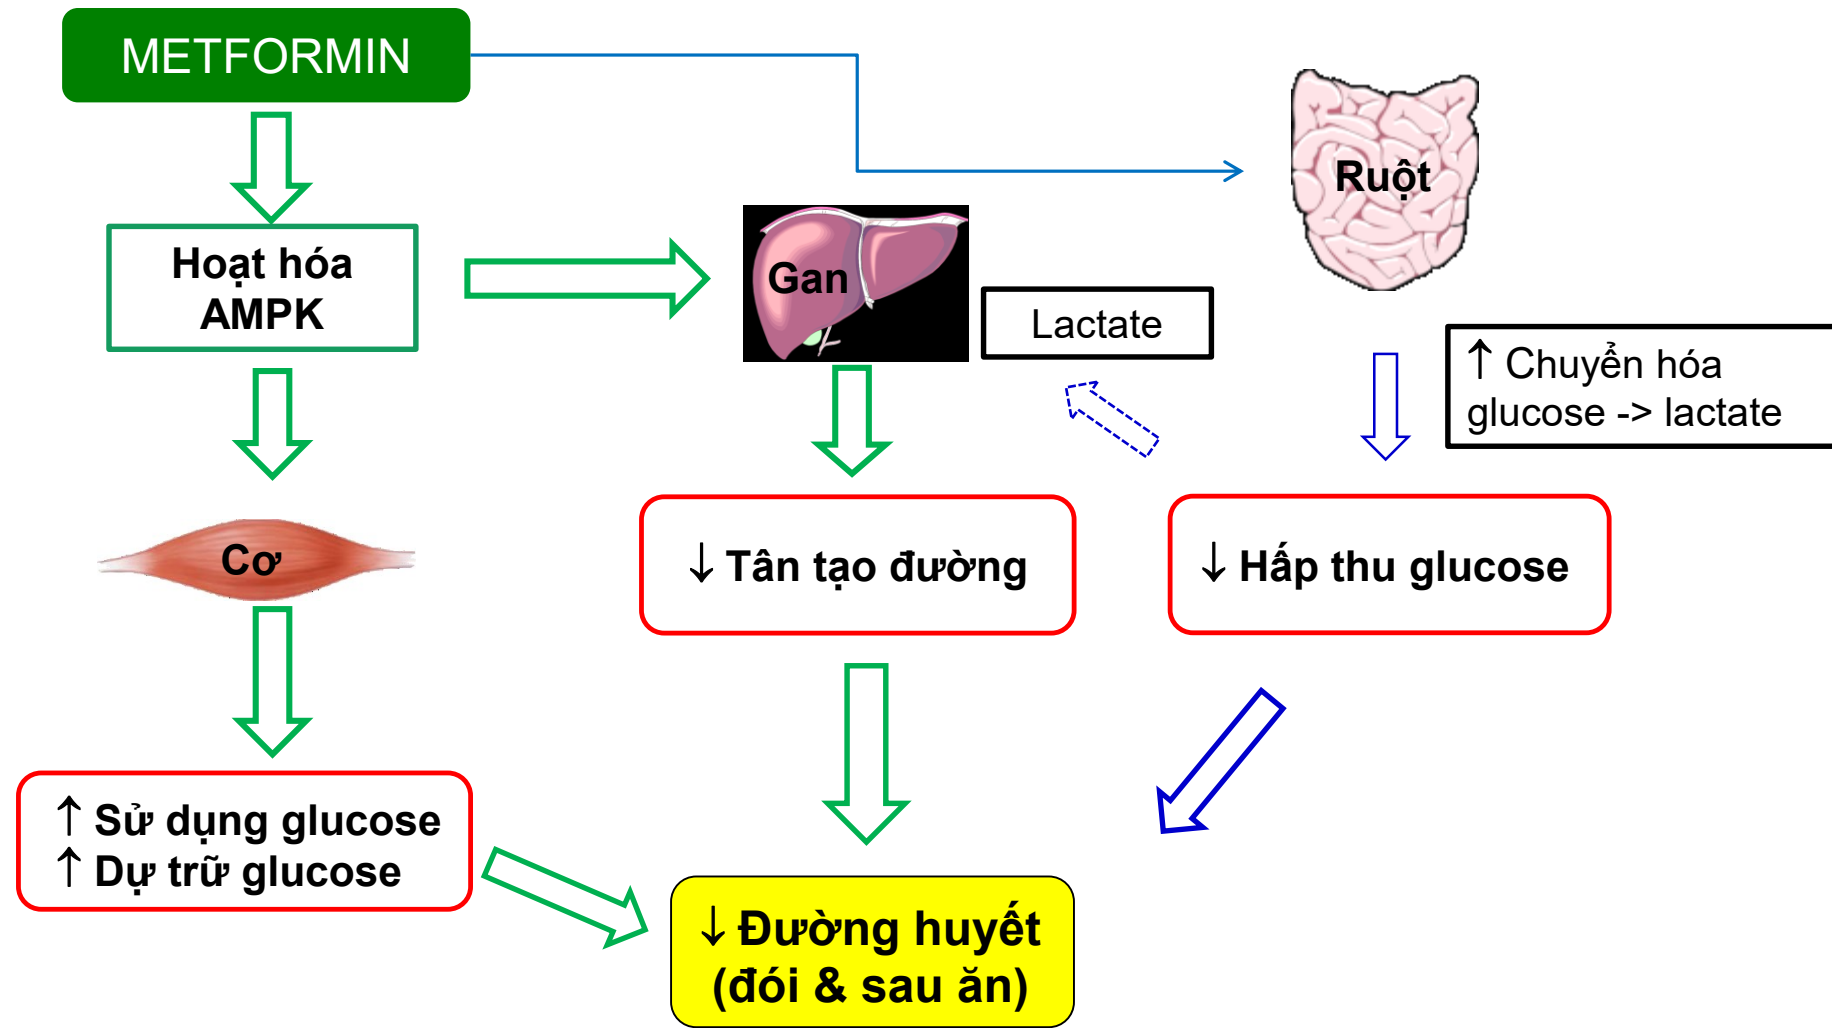 METFORMIN
Ruột
Hoạt hóa
AMPK
Gan
Lactate
↑ Chuyển hóa
glucose -> lactate
Cơ
↓ Tân tạo đường
↓ Hấp thu glucose
↑ Sử dụng glucose
↑ Dự trữ glucose
↓ Đường huyết
(đói & sau ăn)